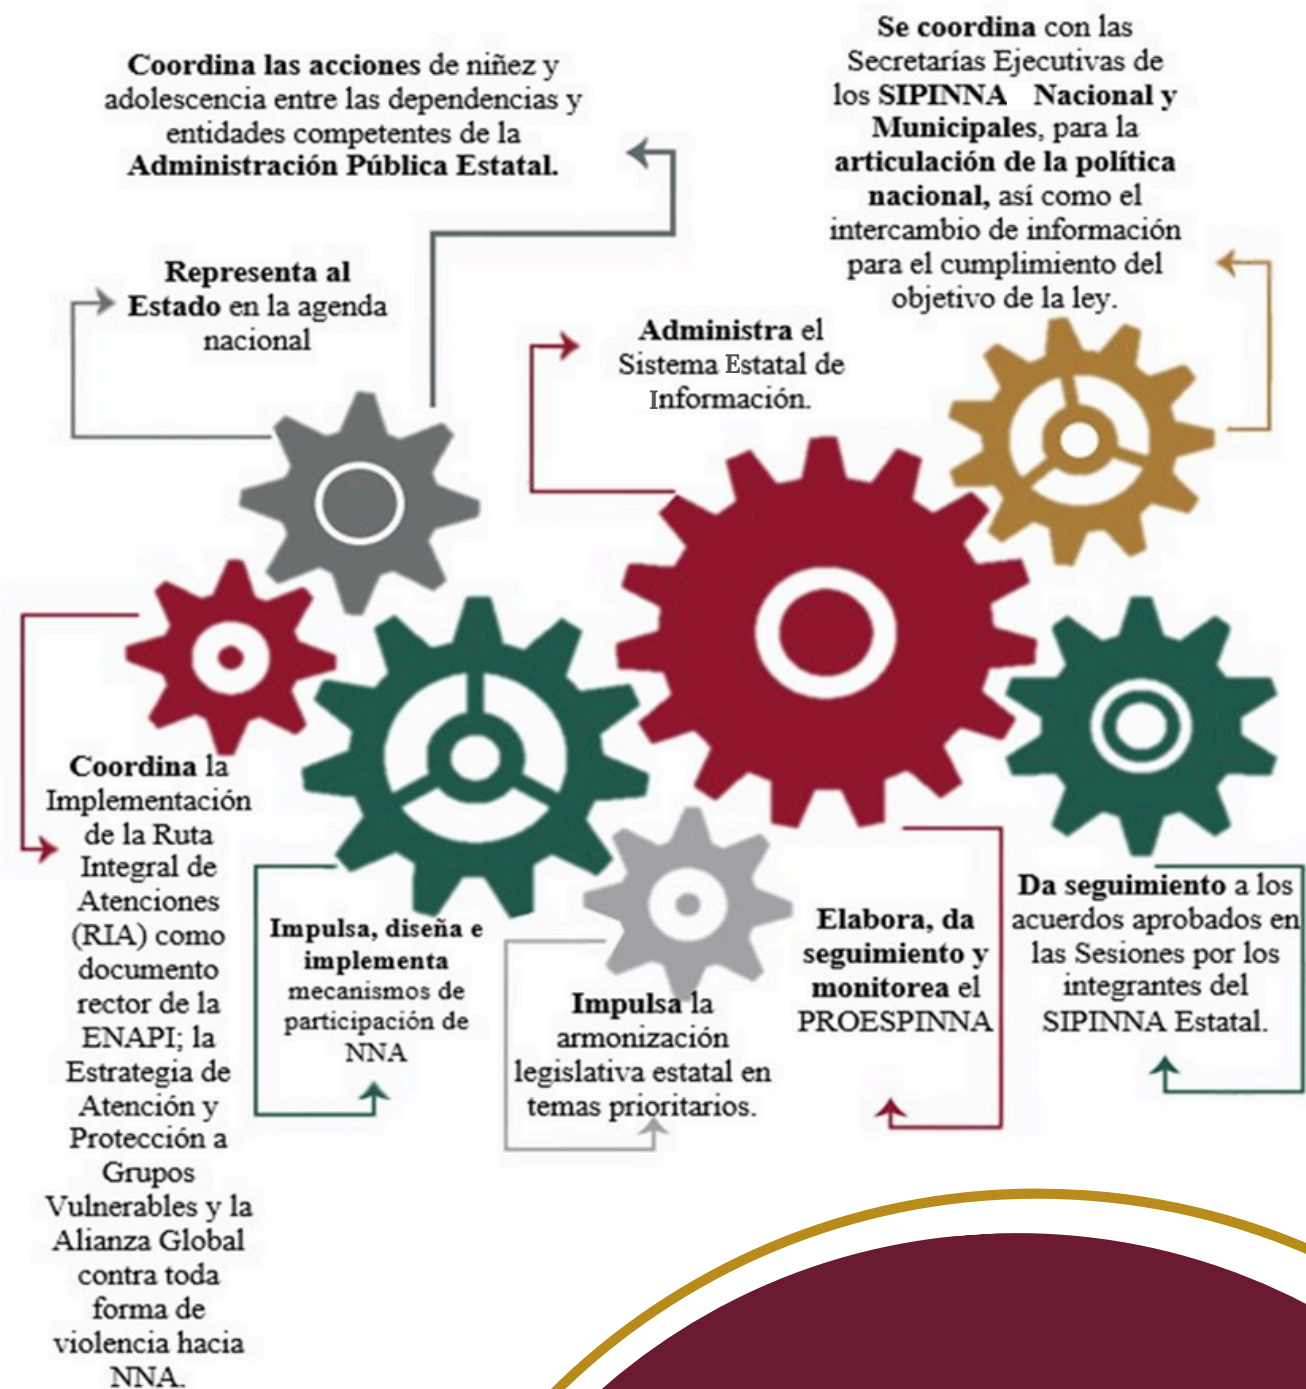 Coordina las acciones de niñez y
adolescencia entre las dependencias y
entidades competentes de la
Administración Pública Estatal.
Se coordina con las
Secretarías Ejecutivas de
los SIPINNA Nacional y
Municipales, para la
articulación de la política
nacional, así como el
intercambio de información
para el cumplimiento del
objetivo de la ley.
Representa al
Estado en la agenda
nacional
Administra el
Sistema Estatal de
Información.
Coordina la
Implementación
de la Ruta
Integral de
Atenciones
(RIA) como
documento
rector de la
ENAPI; la
Estrategia de
Atención y
Protección a
Grupos
Vulnerables y la
Alianza Global
contra toda
forma de
violencia hacia
NNA.
Impulsa, diseña e
implementa
mecanismos de
participación de
NNA
Impulsa la
armonización
legislativa estatal en
temas prioritarios.
Elabora, da
seguimiento y
monitorea el
PROESPINNA
Da seguimiento a los
acuerdos aprobados en
las Sesiones por los
integrantes del
SIPINNA Estatal.